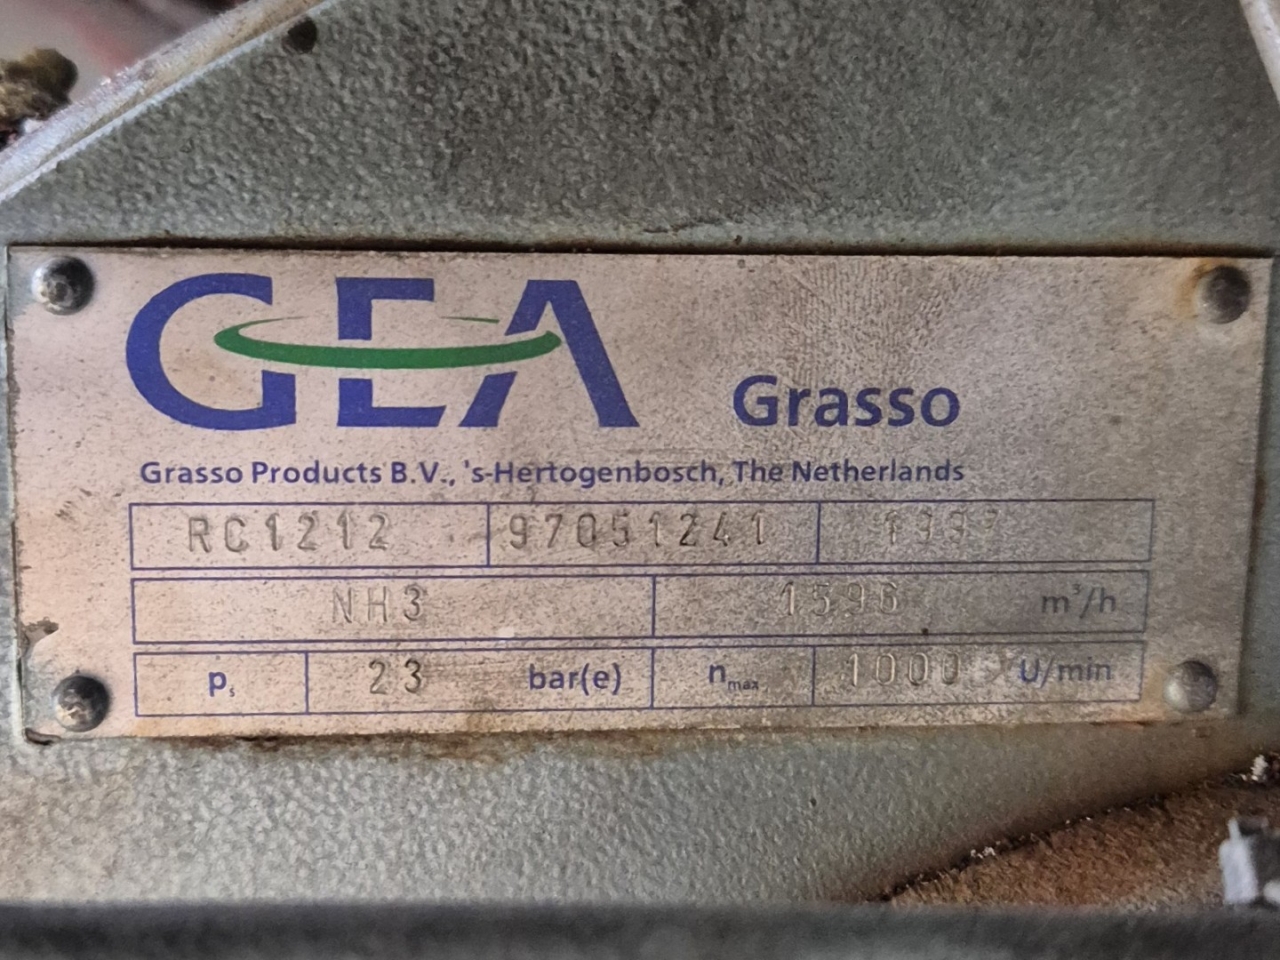 GEA Grasso
Grasso Products B.V., 's-Hertogenbosch, The Netherlands
RC1212 97051241 1997
NH3 1596 m³/h
ps 23 bar(e) nmax 1000 U/min